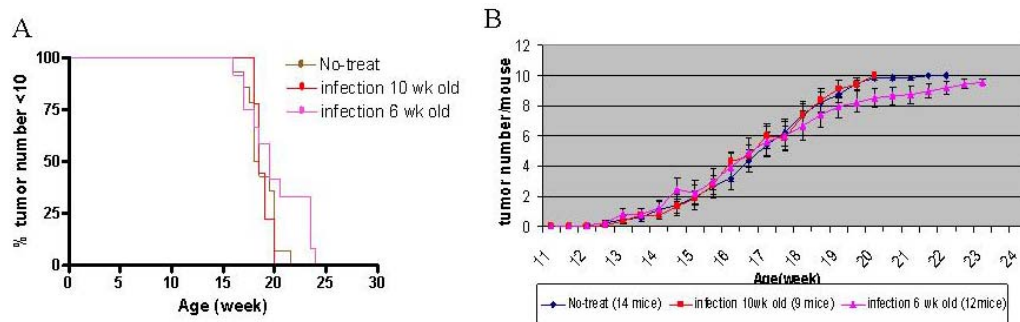 A
% tumor number <10
100
75
50
25
0
0 5 10 15 20 25 30
Age (week)
No-treat
infection 10 wk old
infection 6 wk old
B
tumor number/mouse
12
10
8
6
4
2
0
11 12 13 14 15 16 17 18 19 20 21 22 23 24
Age(week)
No-treat (14 mice)
infection 10wk old (9 mice)
infection 6 wk old (12mice)